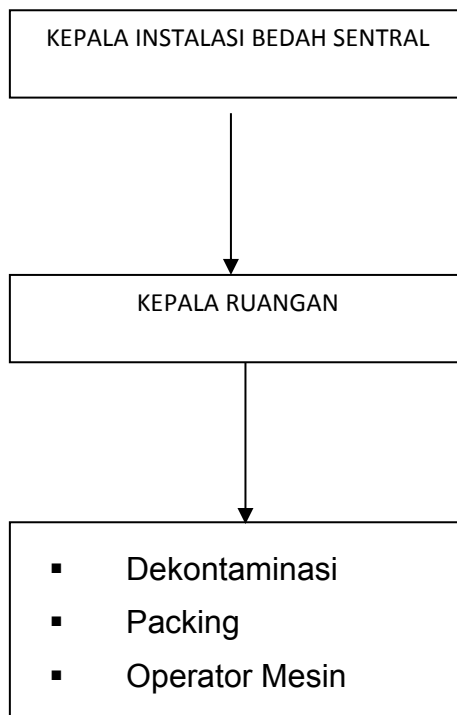 KEPALA INSTALASI BEDAH SENTRAL
KEPALA RUANGAN
▪ Dekontaminasi
▪ Packing
▪ Operator Mesin